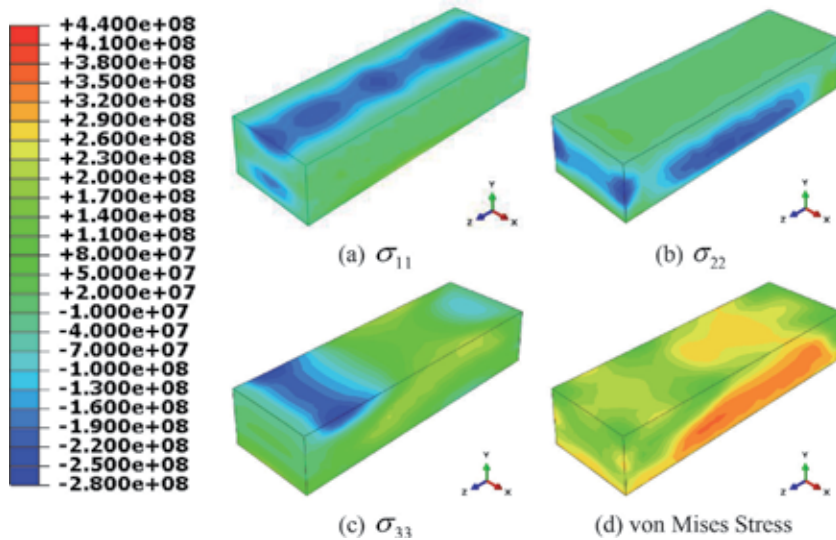 +4.400e+08
+4.100e+08
+3.800e+08
+3.500e+08
+3.200e+08
+2.900e+08
+2.600e+08
+2.300e+08
+2.000e+08
+1.700e+08
+1.400e+08
+1.100e+08
+8.000e+07
+5.000e+07
+2.000e+07
-1.000e+07
-4.000e+07
-7.000e+07
-1.000e+08
-1.300e+08
-1.600e+08
-1.900e+08
-2.200e+08
-2.500e+08
-2.800e+08
Y
Z X
(a) σ₁₁
Y
Z X
(b) σ₂₂
Y
Z X
(c) σ₃₃
Y
Z X
(d) von Mises Stress